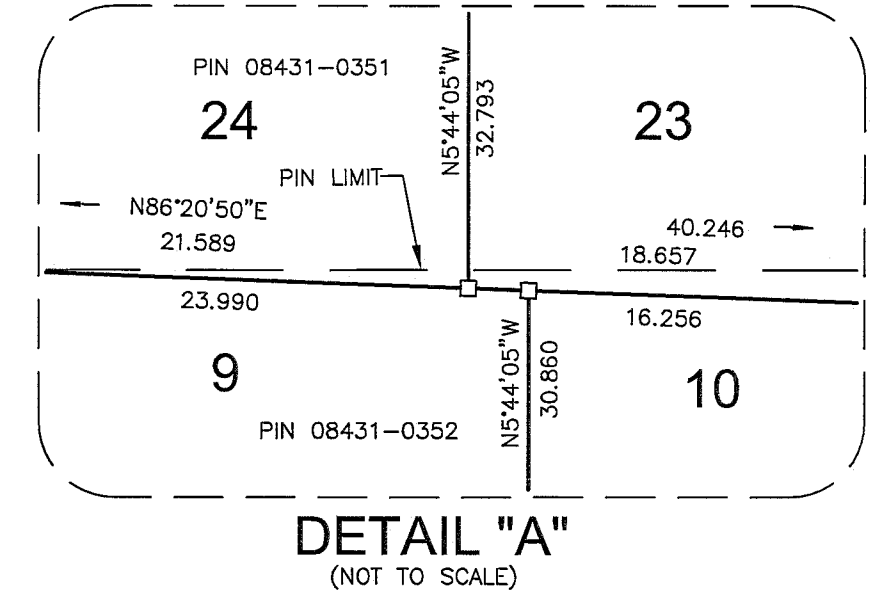 PIN 08431-0351
24
23
N5°44'05"W
32.793
PIN LIMIT
N86°20'50"E
21.589
40.246
18.657
23.990
16.256
N5°44'05"W
30.860
9
10
PIN 08431-0352
DETAIL "A"
(NOT TO SCALE)